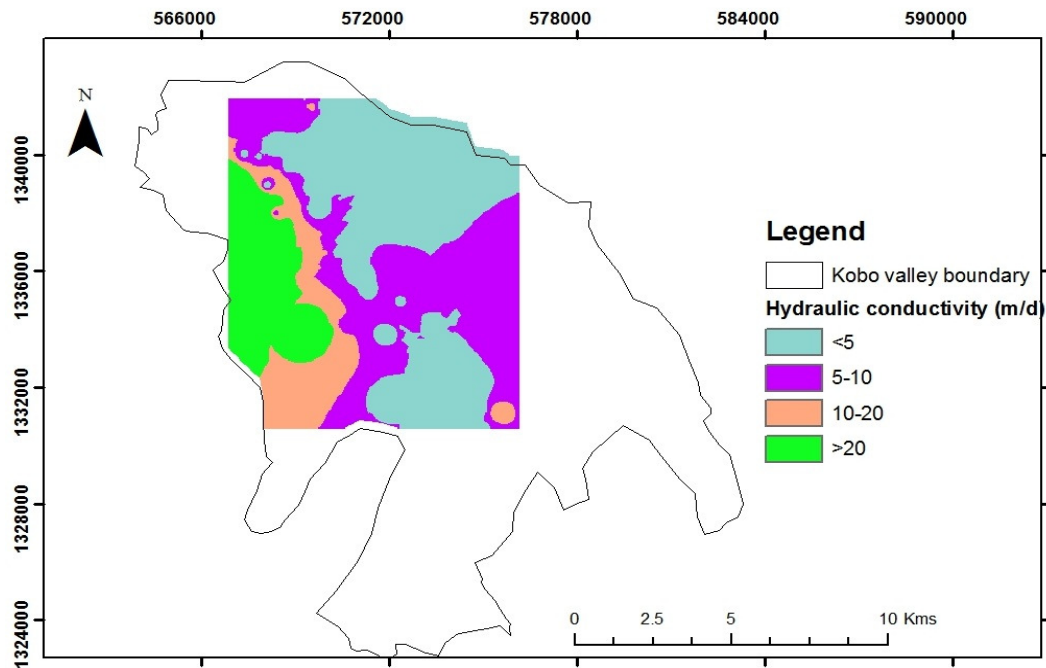 566000 572000 578000 584000 590000
N
1340000
1336000
1332000
1328000
1324000
Legend
Kobo valley boundary
Hydraulic conductivity (m/d)
<5
5-10
10-20
>20
0 2.5 5 10 Kms